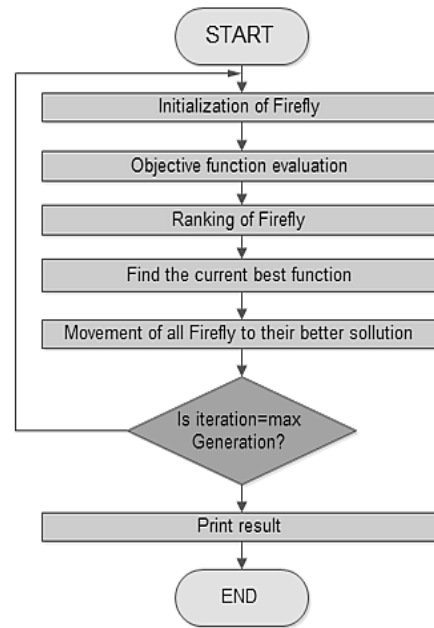 START
Initialization of Firefly
Objective function evaluation
Ranking of Firefly
Find the current best function
Movement of all Firefly to their better sollution
Is iteration=max
Generation?
Print result
END